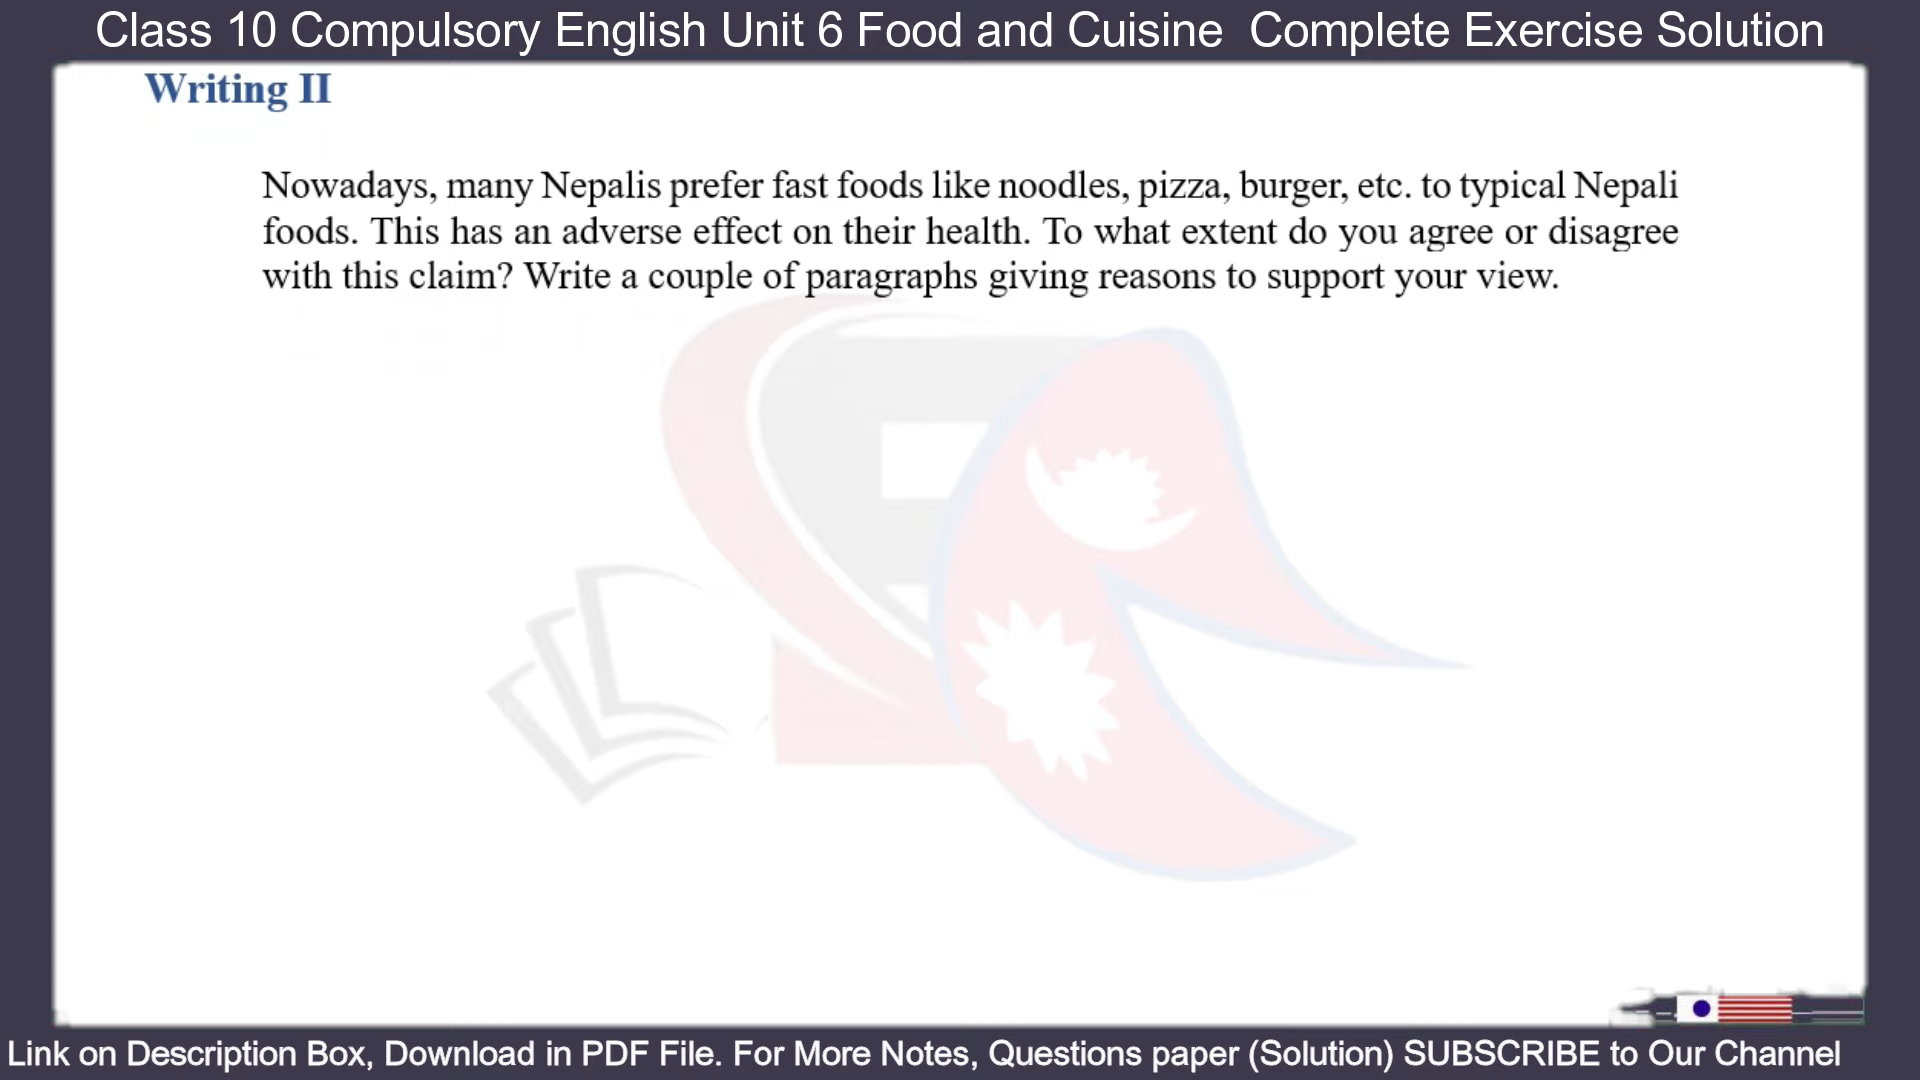 Class 10 Compulsory English Unit 6 Food and Cuisine  Complete Exercise Solution
Writing II
Nowadays, many Nepalis prefer fast foods like noodles, pizza, burger, etc. to typical Nepali
foods. This has an adverse effect on their health. To what extent do you agree or disagree
with this claim? Write a couple of paragraphs giving reasons to support your view.
Link on Description Box, Download in PDF File. For More Notes, Questions paper (Solution) SUBSCRIBE to Our Channel